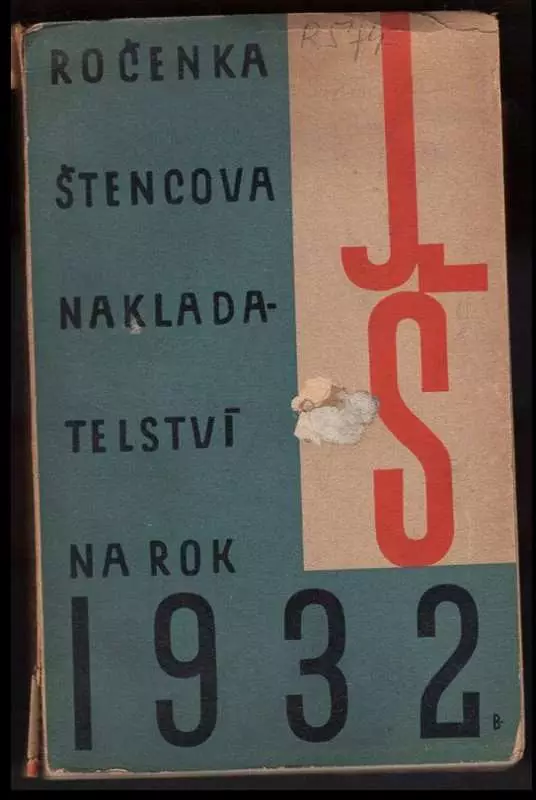 ROČENKA
ŠTENCOVA
NAKLADA-
TELSTVÍ
NA ROK
1932
JŠ
B-